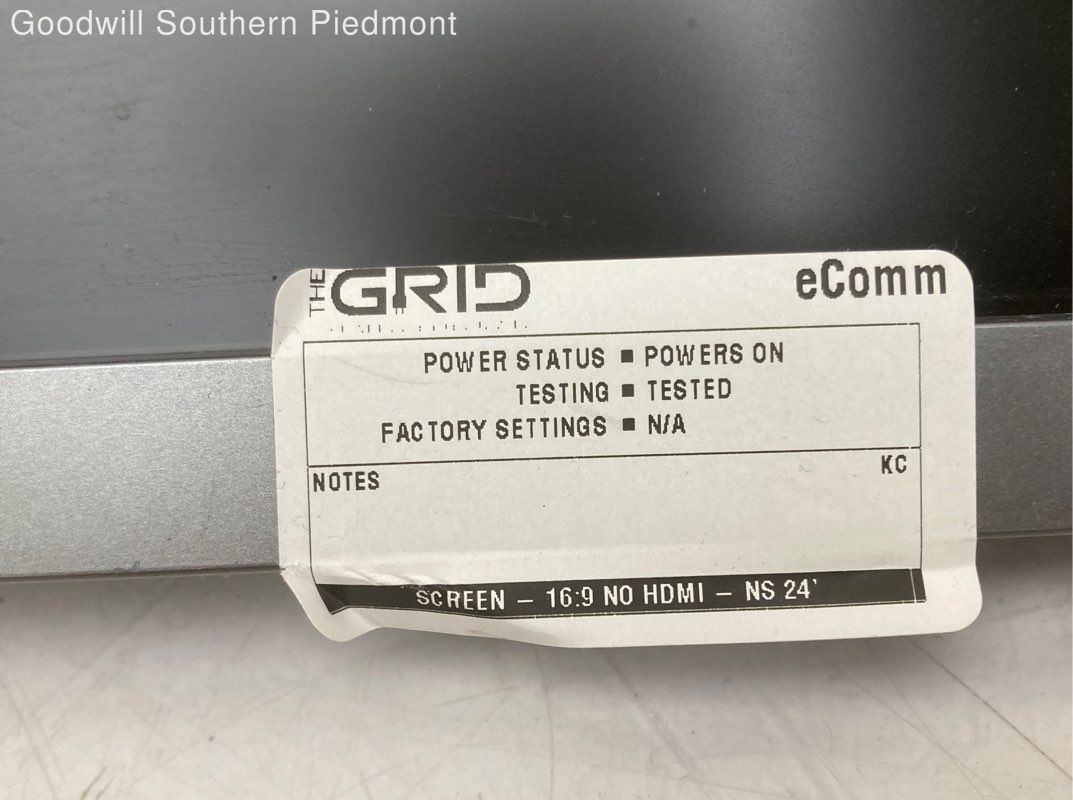 Goodwill Southern Piedmont
THE GRID
eComm
POWER STATUS ■ POWERS ON
TESTING ■ TESTED
FACTORY SETTINGS ■ N/A
NOTES
KC
SCREEN – 16:9 NO HDMI – NS 24'